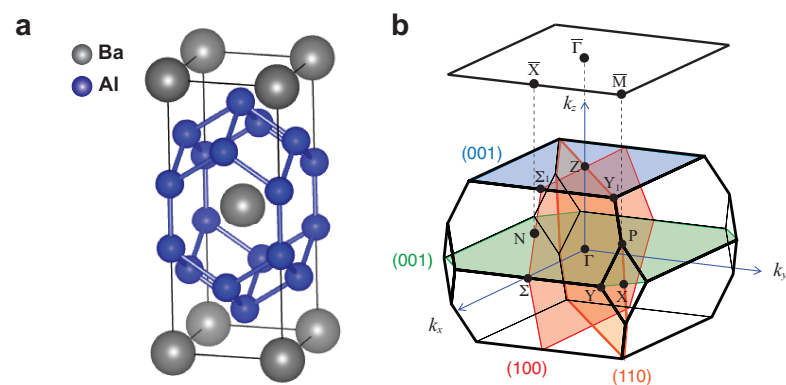 a
Ba
Al
b
Γ̅
X̅
M̅
k_z
(001)
Z
Σ₁
Y₁
N
P
(001)
Γ
k_y
Σ
Y
X
k_x
(100)
(110)